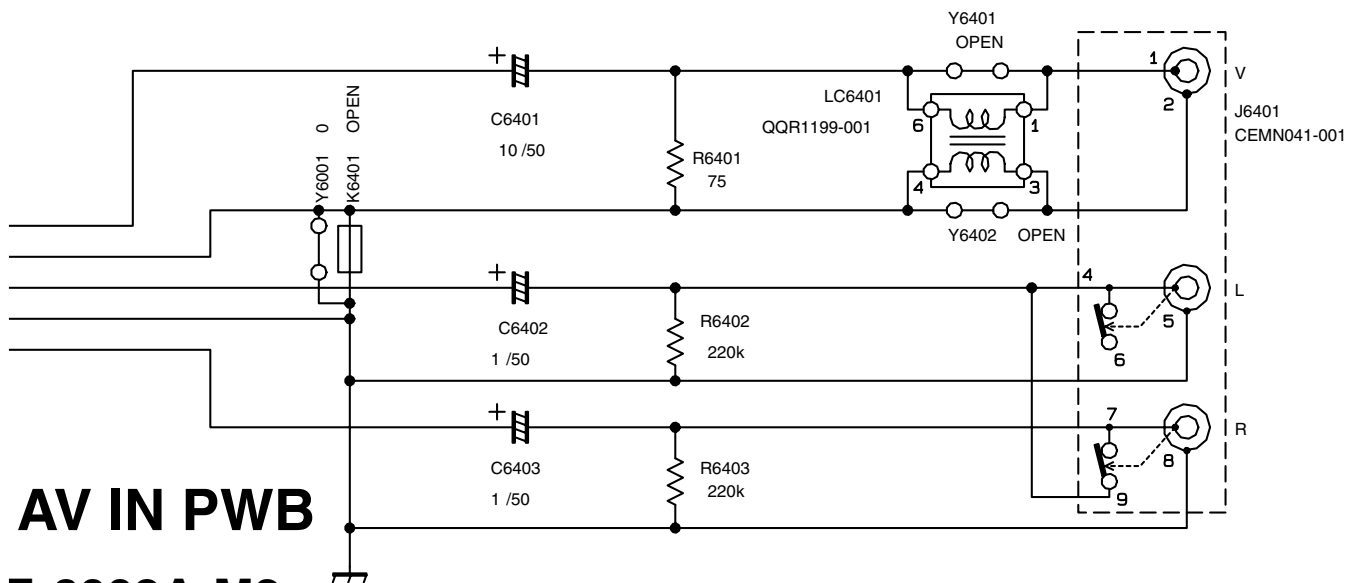 Y6401
OPEN
1
V
LC6401
QQR1199-001
6
1
4
3
2
J6401
CEMN041-001
Y6001 0
K6401 OPEN
+
C6401
10 /50
R6401
75
Y6402 OPEN
+
C6402
1 /50
R6402
220k
4
L
5
6
+
C6403
1 /50
R6403
220k
7
R
8
9
AV IN PWB